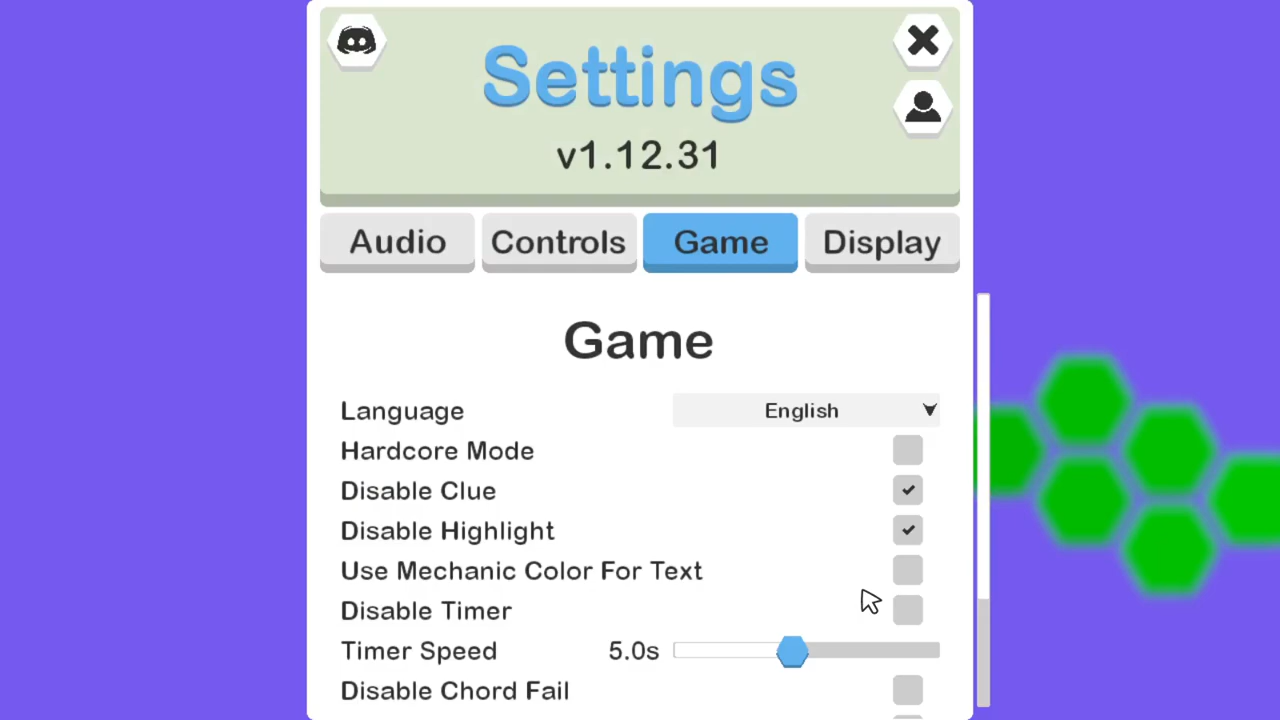 Settings
v1.12.31
Audio Controls Game Display
Game
Language English
Hardcore Mode
Disable Clue
Disable Highlight
Use Mechanic Color For Text
Disable Timer
Timer Speed 5.0s
Disable Chord Fail